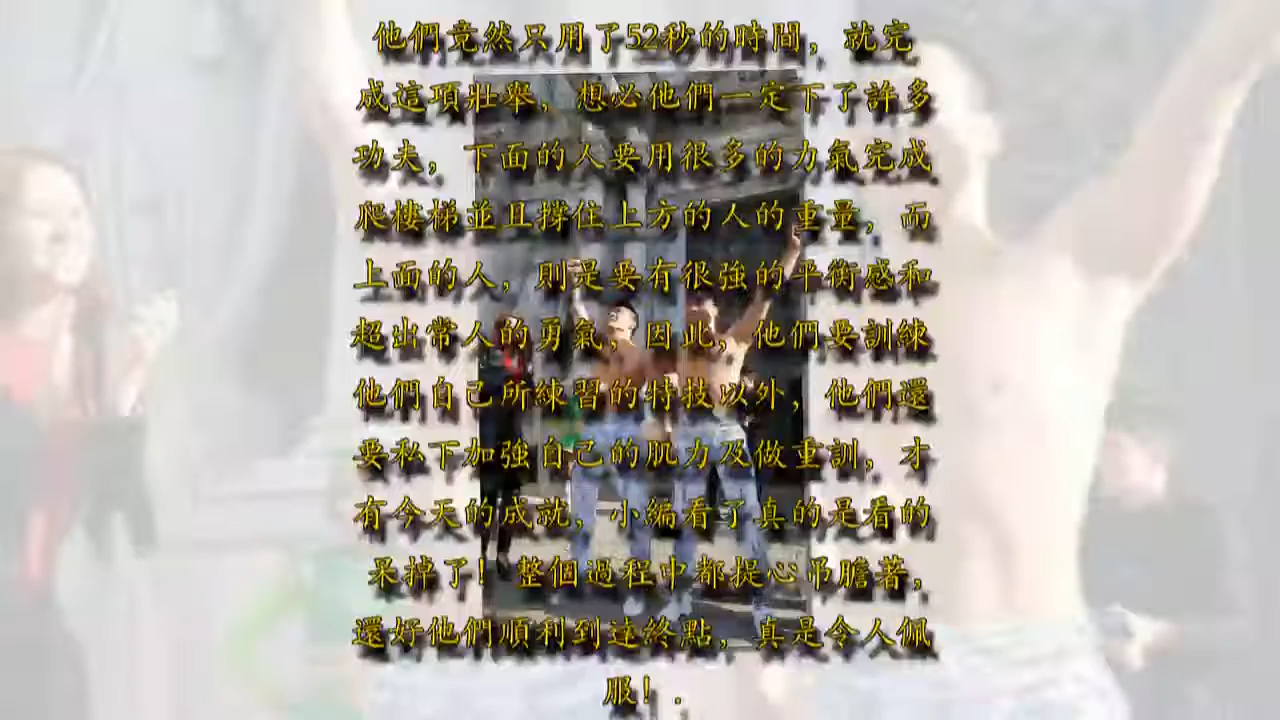 他們竟然只用了52秒的時間，就完
成這項壯舉，想必他們一定下了許多
功夫，下面的人要用很多的力氣完成
爬樓梯並且撐住上方的人的重量，而
上面的人，則是要有很強的平衡感和
超出常人的勇氣，因此，他們要訓練
他們自己所練習的特技以外，他們還
要私下加強自己的肌力及做重訓，才
有今天的成就，小編看了真的是看的
呆掉了！整個過程中都提心吊膽著，
還好他們順利到達終點，真是令人佩
服！.